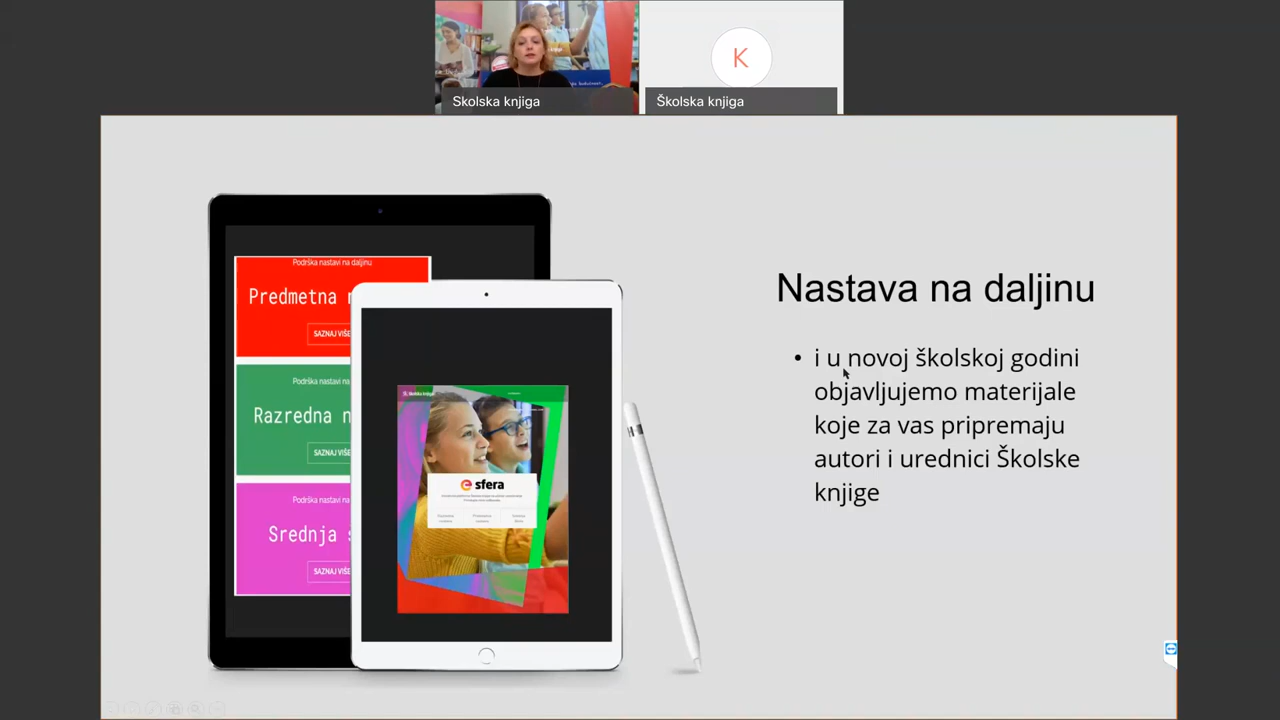 Skolska knjiga
K
Školska knjiga
Podrška nastavi na daljinu
Predmetna
SAZNAJ VIŠE
Podrška nastavi na
Razredna
SAZNAJ VIŠE
Podrška nastavi na
Srednja
SAZNAJ VIŠE
e sfera
Nastava na daljinu
• i u novoj školskoj godini
objavljujemo materijale
koje za vas pripremaju
autori i urednici Školske
knjige